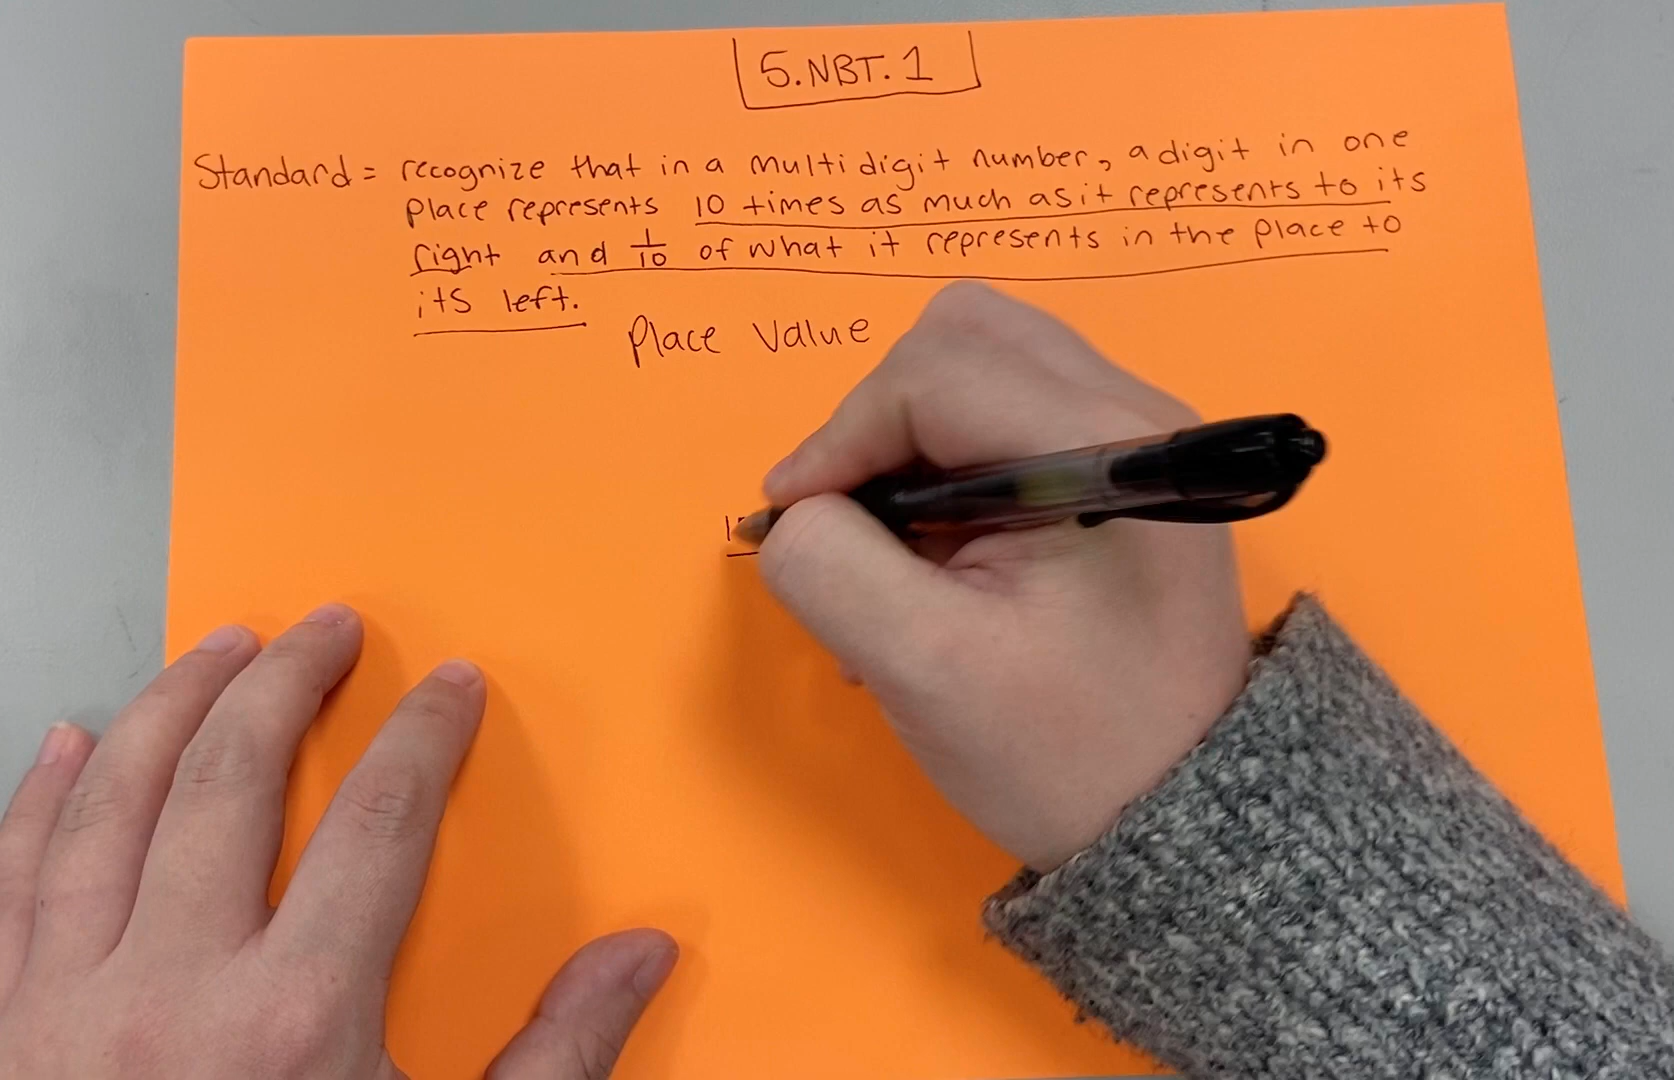 5.NBT.1
Standard = recognize that in a multidigit number, a digit in one
place represents 10 times as much as it represents to its
right and 1/10 of what it represents in the place to
its left.
Place Value